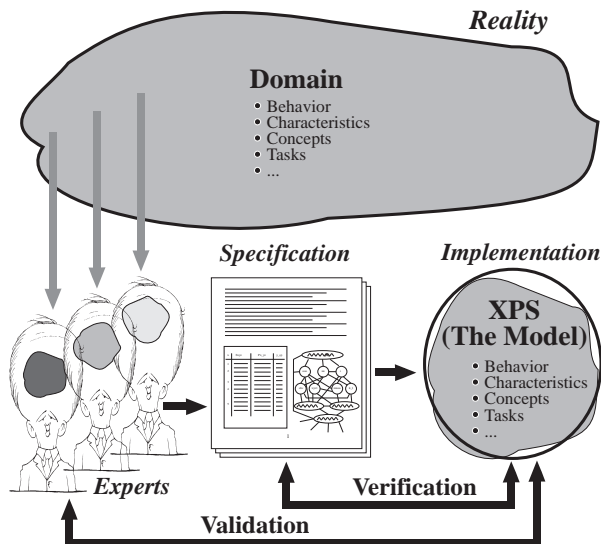 Reality
Domain
• Behavior
• Characteristics
• Concepts
• Tasks
• ...
Specification
Implementation
XPS
(The Model)
• Behavior
• Characteristics
• Concepts
• Tasks
• ...
Experts
Verification
Validation